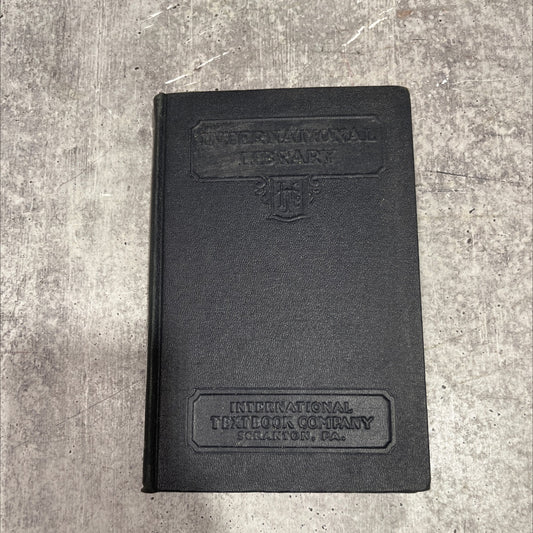 INTERNATIONAL
LIBRARY
INTERNATIONAL
TEXTBOOK COMPANY
SCRANTON, PA.